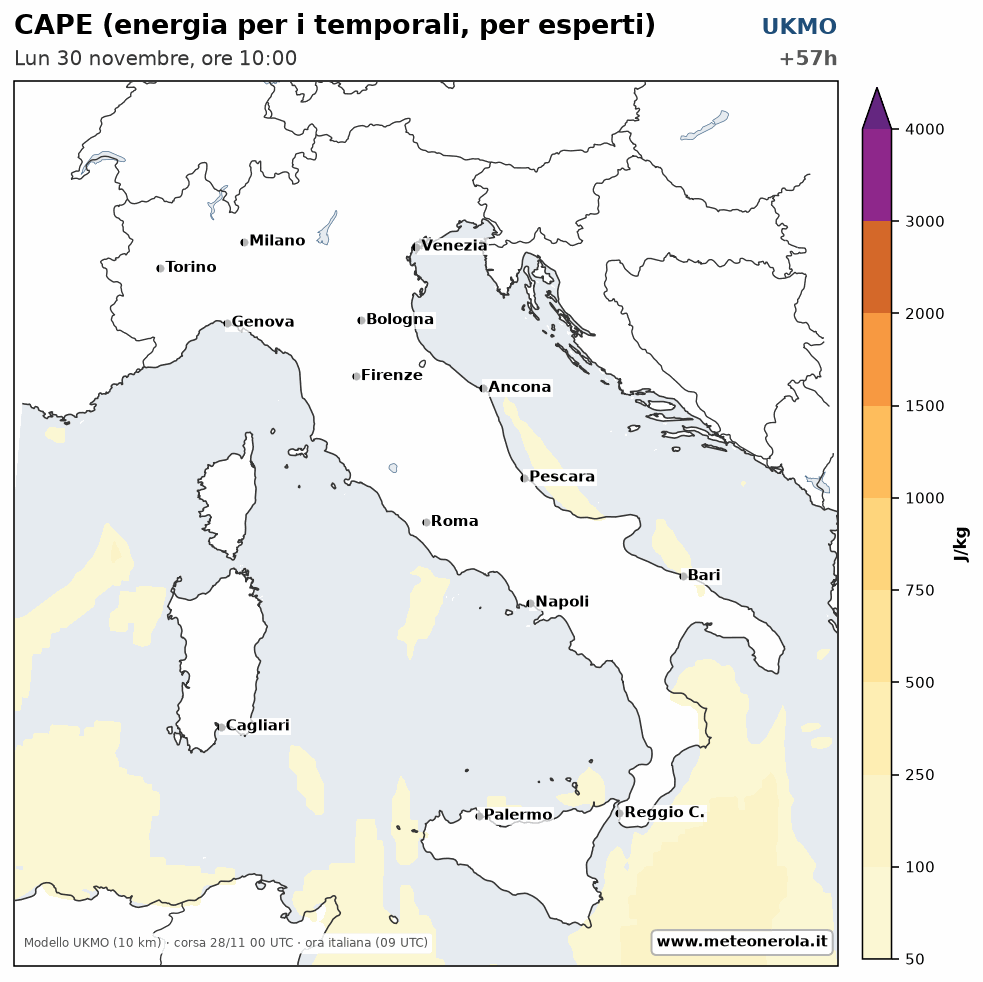 CAPE (energia per i temporali, per esperti)
UKMO
Lun 30 novembre, ore 10:00
+57h
4000
3000
2000
1500
1000
750
500
250
100
50
J/kg
Milano
Venezia
Torino
Genova
Bologna
Firenze
Ancona
Pescara
Roma
Bari
Napoli
Cagliari
Palermo
Reggio C.
Modello UKMO (10 km) · corsa 28/11 00 UTC · ora italiana (09 UTC)
www.meteonerola.it